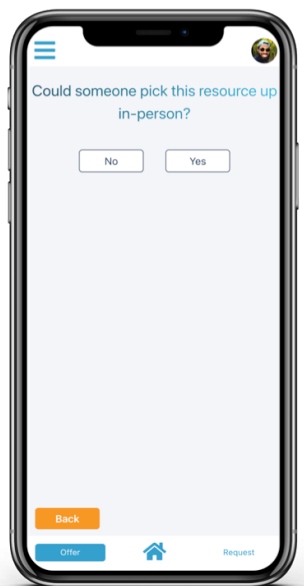 Could someone pick this resource up
in-person?
No Yes
Back
Offer Request